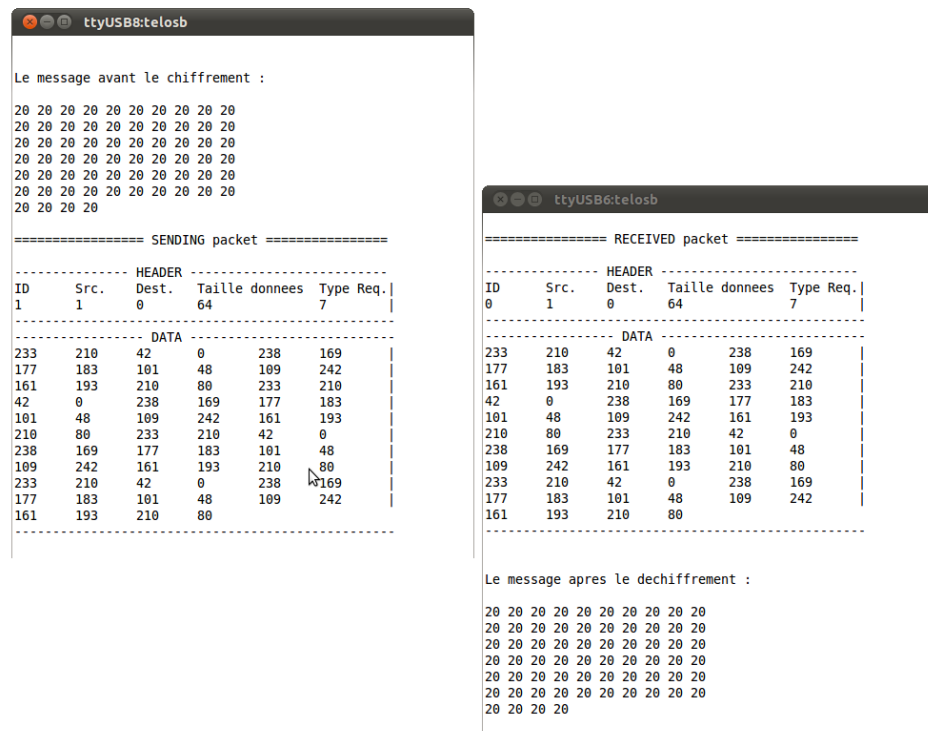 ttyUSB8:telosb
Le message avant le chiffrement :
20 20 20 20 20 20 20 20 20 20
20 20 20 20 20 20 20 20 20 20
20 20 20 20 20 20 20 20 20 20
20 20 20 20 20 20 20 20 20 20
20 20 20 20 20 20 20 20 20 20
20 20 20 20 20 20 20 20 20 20
20 20 20 20
================= SENDING packet ================
--------------- HEADER --------------------------
ID Src. Dest. Taille donnees Type Req.|
1 1 0 64 7 |
--------------------------------------------------
----------------- DATA ---------------------------
233 210 42 0 238 169 |
177 183 101 48 109 242 |
161 193 210 80 233 210 |
42 0 238 169 177 183 |
101 48 109 242 161 193 |
210 80 233 210 42 0 |
238 169 177 183 101 48 |
109 242 161 193 210 80 |
233 210 42 0 238 169 |
177 183 101 48 109 242 |
161 193 210 80
--------------------------------------------------
ttyUSB6:telosb
================ RECEIVED packet ================
--------------- HEADER --------------------------
ID Src. Dest. Taille donnees Type Req.|
0 1 0 64 7 |
--------------------------------------------------
----------------- DATA ---------------------------
233 210 42 0 238 169 |
177 183 101 48 109 242 |
161 193 210 80 233 210 |
42 0 238 169 177 183 |
101 48 109 242 161 193 |
210 80 233 210 42 0 |
238 169 177 183 101 48 |
109 242 161 193 210 80 |
233 210 42 0 238 169 |
177 183 101 48 109 242 |
161 193 210 80
--------------------------------------------------
Le message apres le dechiffrement :
20 20 20 20 20 20 20 20 20 20
20 20 20 20 20 20 20 20 20 20
20 20 20 20 20 20 20 20 20 20
20 20 20 20 20 20 20 20 20 20
20 20 20 20 20 20 20 20 20 20
20 20 20 20 20 20 20 20 20 20
20 20 20 20